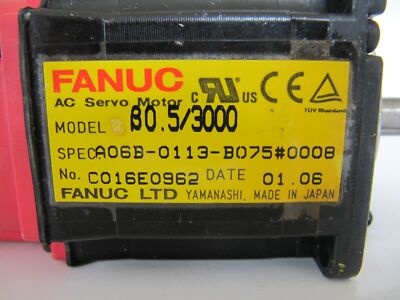 FANUC
AC Servo Motor
c RU US
CE
TÜV Rheinland
MODEL β0.5/3000
SPEC. A06B-0113-B075#0008
No. C016E0962 DATE 01.06
FANUC LTD YAMANASHI, MADE IN JAPAN